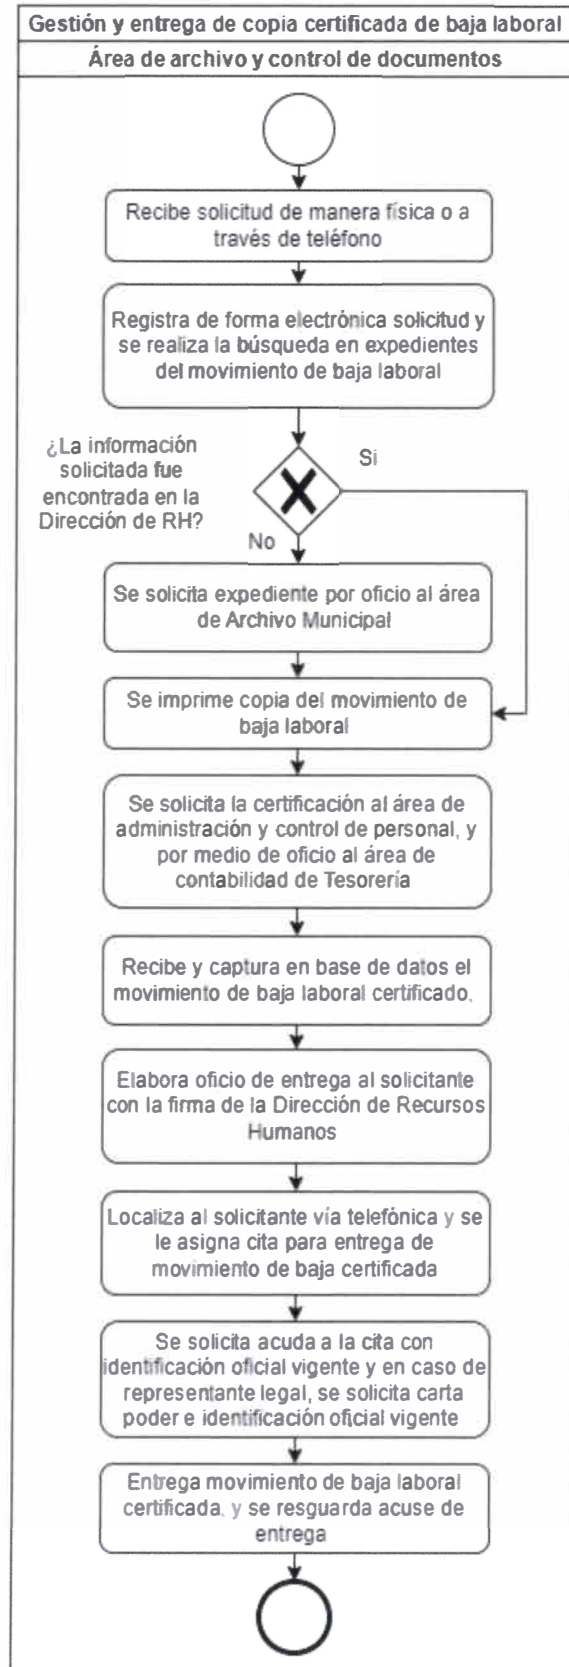 Gestión y entrega de copia certificada de baja laboral
Área de archivo y control de documentos
Recibe solicitud de manera física o a
través de teléfono
Registra de forma electrónica solicitud y
se realiza la búsqueda en expedientes
del movimiento de baja laboral
¿La información
solicitada fue
encontrada en la
Dirección de RH?
Si
No
Se solicita expediente por oficio al área
de Archivo Municipal
Se imprime copia del movimiento de
baja laboral
Se solicita la certificación al área de
administración y control de personal, y
por medio de oficio al área de
contabilidad de Tesorería
Recibe y captura en base de datos el
movimiento de baja laboral certificado.
Elabora oficio de entrega al solicitante
con la firma de la Dirección de Recursos
Humanos
Localiza al solicitante vía telefónica y se
le asigna cita para entrega de
movimiento de baja certificada
Se solicita acuda a la cita con
identificación oficial vigente y en caso de
representante legal, se solicita carta
poder e identificación oficial vigente
Entrega movimiento de baja laboral
certificada, y se resguarda acuse de
entrega